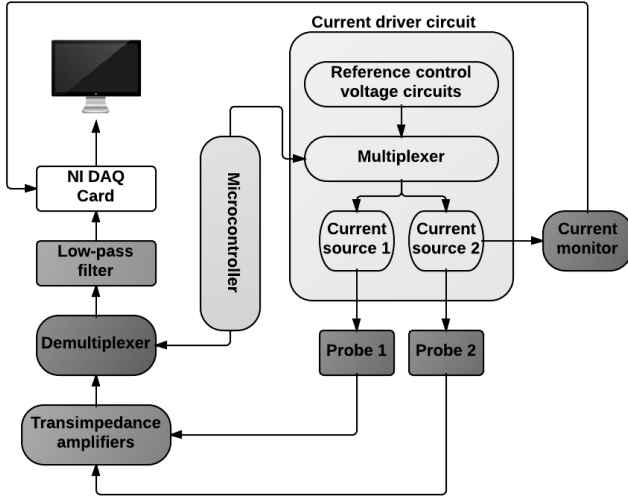 Current driver circuit
Reference control
voltage circuits
Multiplexer
Current
source 1
Current
source 2
Current
monitor
Microcontroller
NI DAQ
Card
Low-pass
filter
Demultiplexer
Probe 1
Probe 2
Transimpedance
amplifiers